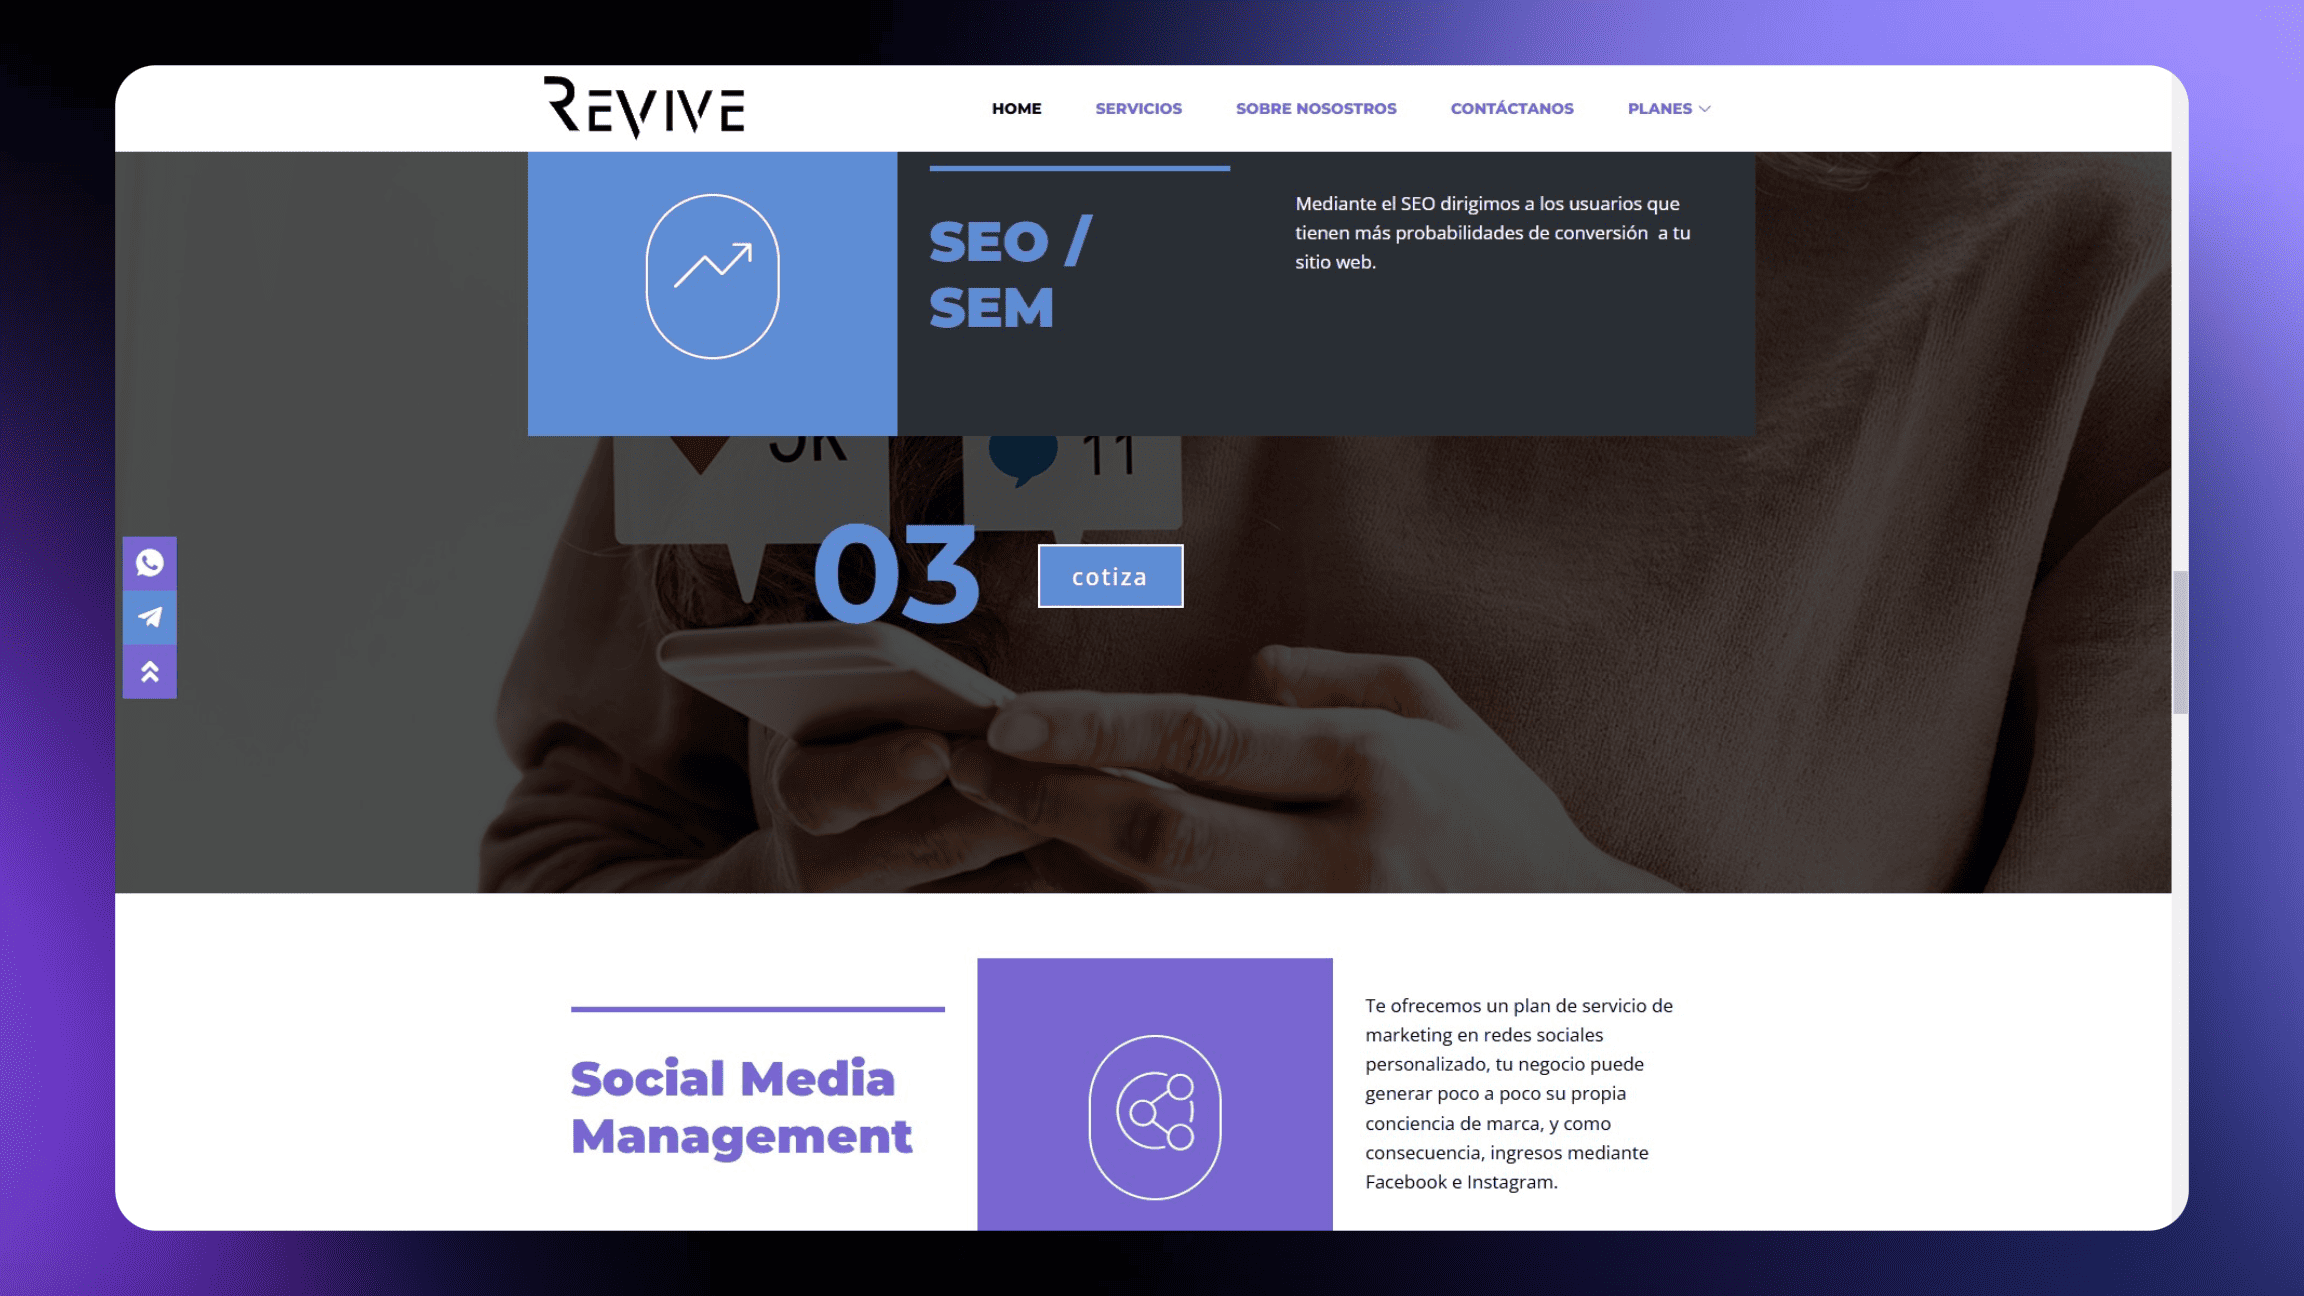 REVIVE
HOME
SERVICIOS
SOBRE NOSOSTROS
CONTÁCTANOS
PLANES
SEO /
SEM
Mediante el SEO dirigimos a los usuarios que
tienen más probabilidades de conversión  a tu
sitio web.
11
03
cotiza
Social Media
Management
Te ofrecemos un plan de servicio de
marketing en redes sociales
personalizado, tu negocio puede
generar poco a poco su propia
conciencia de marca, y como
consecuencia, ingresos mediante
Facebook e Instagram.